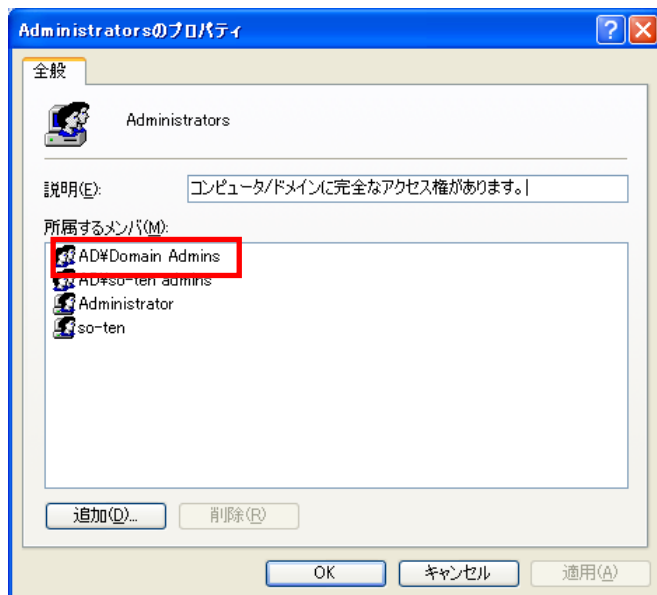 Administratorsのプロパティ
全般
Administrators
説明(E):
コンピュータ/ドメインに完全なアクセス権があります。
所属するメンバ(M):
AD¥Domain Admins
AD¥so-ten admins
Administrator
so-ten
追加(D)...
削除(R)
OK
キャンセル
適用(A)